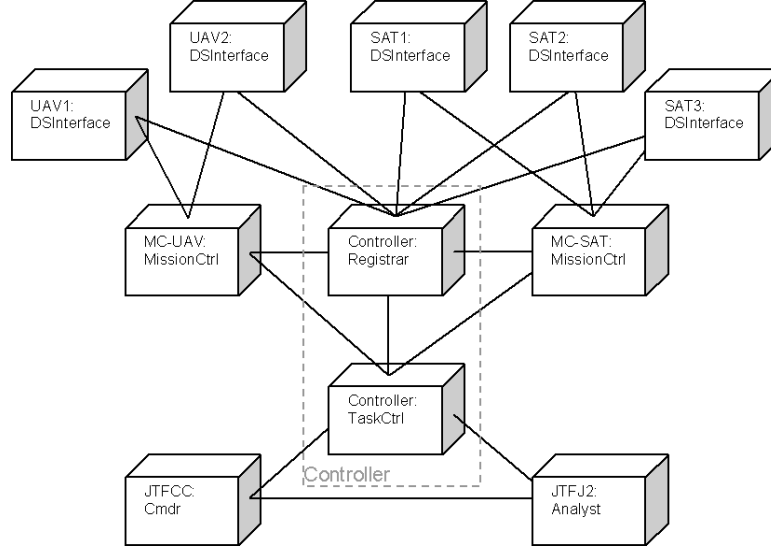 UAV2:
DSInterface
SAT1:
DSInterface
SAT2:
DSInterface
UAV1:
DSInterface
SAT3:
DSInterface
MC-UAV:
MissionCtrl
Controller:
Registrar
MC-SAT:
MissionCtrl
Controller:
TaskCtrl
Controller
JTFCC:
Cmdr
JTFJ2:
Analyst